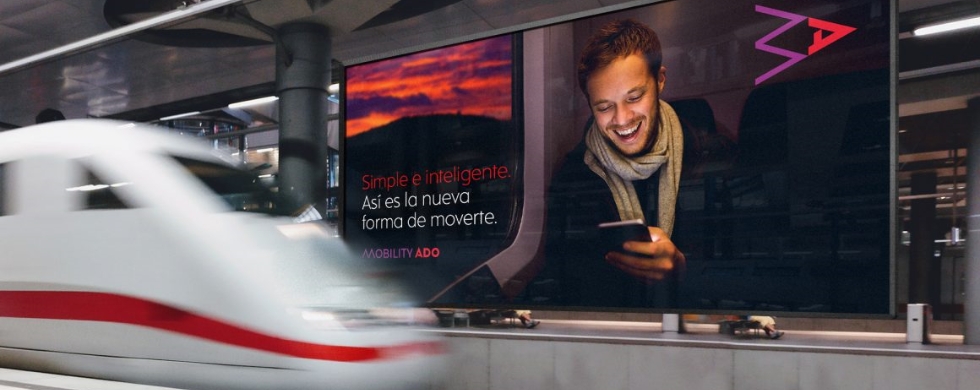 Simple e inteligente.
Así es la nueva
forma de moverte.
MOBILITY ADO